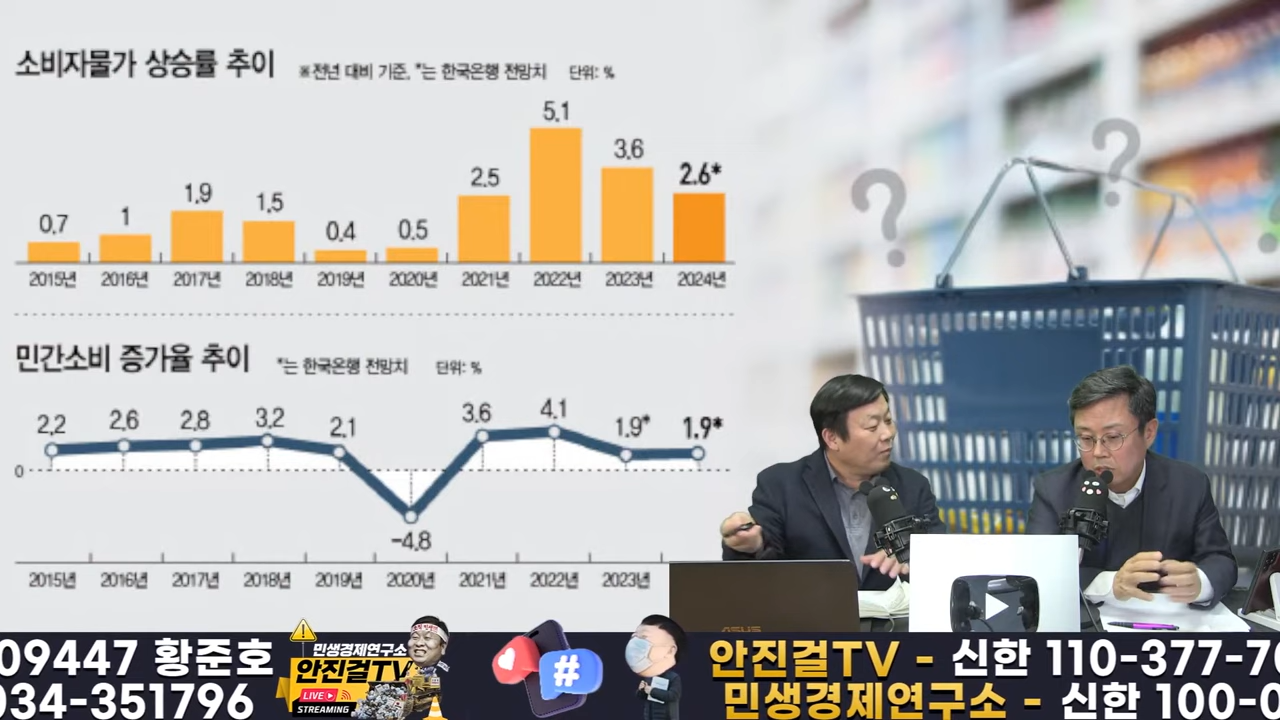 소비자물가 상승률 추이 ※전년 대비 기준, *는 한국은행 전망치 단위: %
0.7 1 1.9 1.5 0.4 0.5 2.5 5.1 3.6 2.6*
2015년 2016년 2017년 2018년 2019년 2020년 2021년 2022년 2023년 2024년
민간소비 증가율 추이 *는 한국은행 전망치 단위: %
2.2 2.6 2.8 3.2 2.1 -4.8 3.6 4.1 1.9* 1.9*
0
2015년 2016년 2017년 2018년 2019년 2020년 2021년 2022년 2023년
09447 황준호
034-351796
민생경제연구소
안진걸TV
LIVE
STREAMING
#
안진걸TV - 신한 110-377-70
민생경제연구소 - 신한 100-0